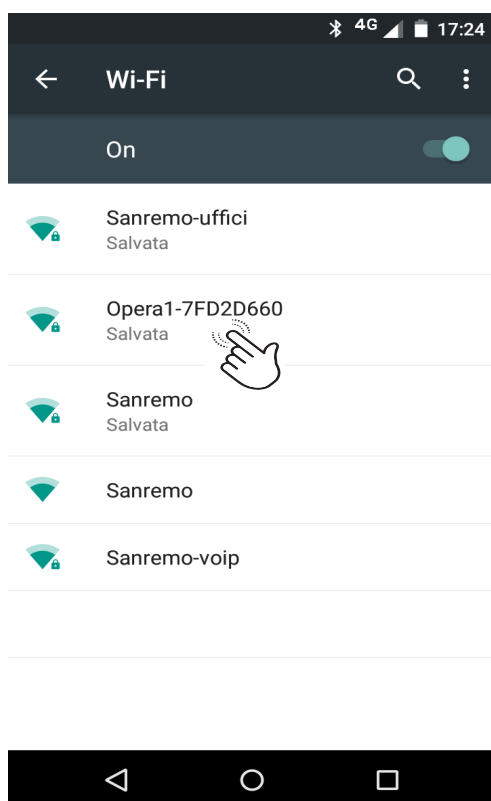 4G 17:24
Wi-Fi
On
Sanremo-uffici
Salvata
Opera1-7FD2D660
Salvata
Sanremo
Salvata
Sanremo
Sanremo-voip